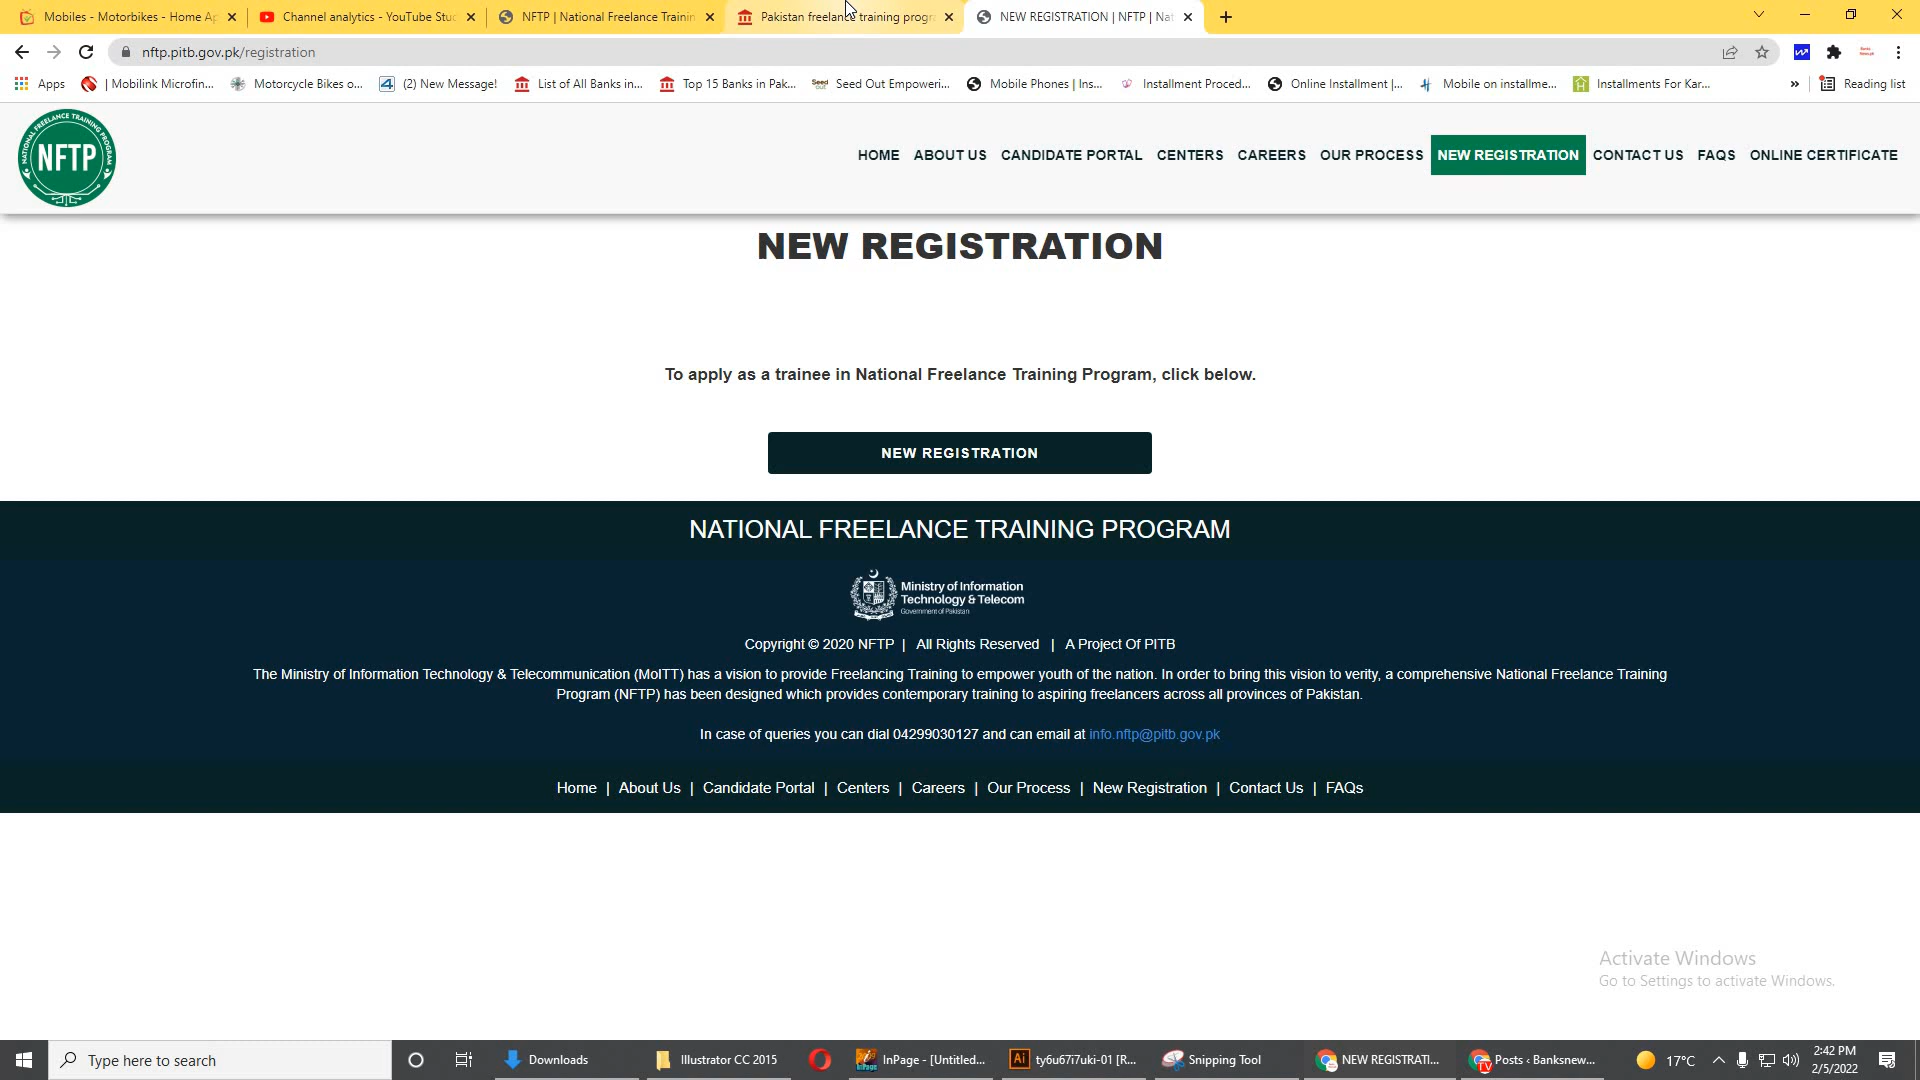 Mobiles - Motorbikes - Home Ap
Channel analytics - YouTube Stud
NFTP | National Freelance Trainin
Pakistan freelance training progra
NEW REGISTRATION | NFTP | Nat
nftp.pitb.gov.pk/registration
Apps
| Mobilink Microfin...
Motorcycle Bikes o...
(2) New Message!
List of All Banks in...
Top 15 Banks in Pak...
Seed Out Empoweri...
Mobile Phones | Ins...
Installment Proced...
Online Installment |...
Mobile on installme...
Installments For Kar...
»
Reading list
NATIONAL FREELANCE TRAINING PROGRAM
NFTP
HOME ABOUT US CANDIDATE PORTAL CENTERS CAREERS OUR PROCESS NEW REGISTRATION CONTACT US FAQS ONLINE CERTIFICATE
NEW REGISTRATION
To apply as a trainee in National Freelance Training Program, click below.
NEW REGISTRATION
NATIONAL FREELANCE TRAINING PROGRAM
Ministry of Information
Technology & Telecom
Government of Pakistan
Copyright © 2020 NFTP | All Rights Reserved | A Project Of PITB
The Ministry of Information Technology & Telecommunication (MoITT) has a vision to provide Freelancing Training to empower youth of the nation. In order to bring this vision to verity, a comprehensive National Freelance Training
Program (NFTP) has been designed which provides contemporary training to aspiring freelancers across all provinces of Pakistan.
In case of queries you can dial 04299030127 and can email at info.nftp@pitb.gov.pk
Home | About Us | Candidate Portal | Centers | Careers | Our Process | New Registration | Contact Us | FAQs
Activate Windows
Go to Settings to activate Windows.
Type here to search
Downloads
Illustrator CC 2015
InPage - [Untitled...
ty6u67i7uki-01 [R...
Snipping Tool
NEW REGISTRATI...
Posts ‹ Banksnew...
17°C
2:42 PM
2/5/2022